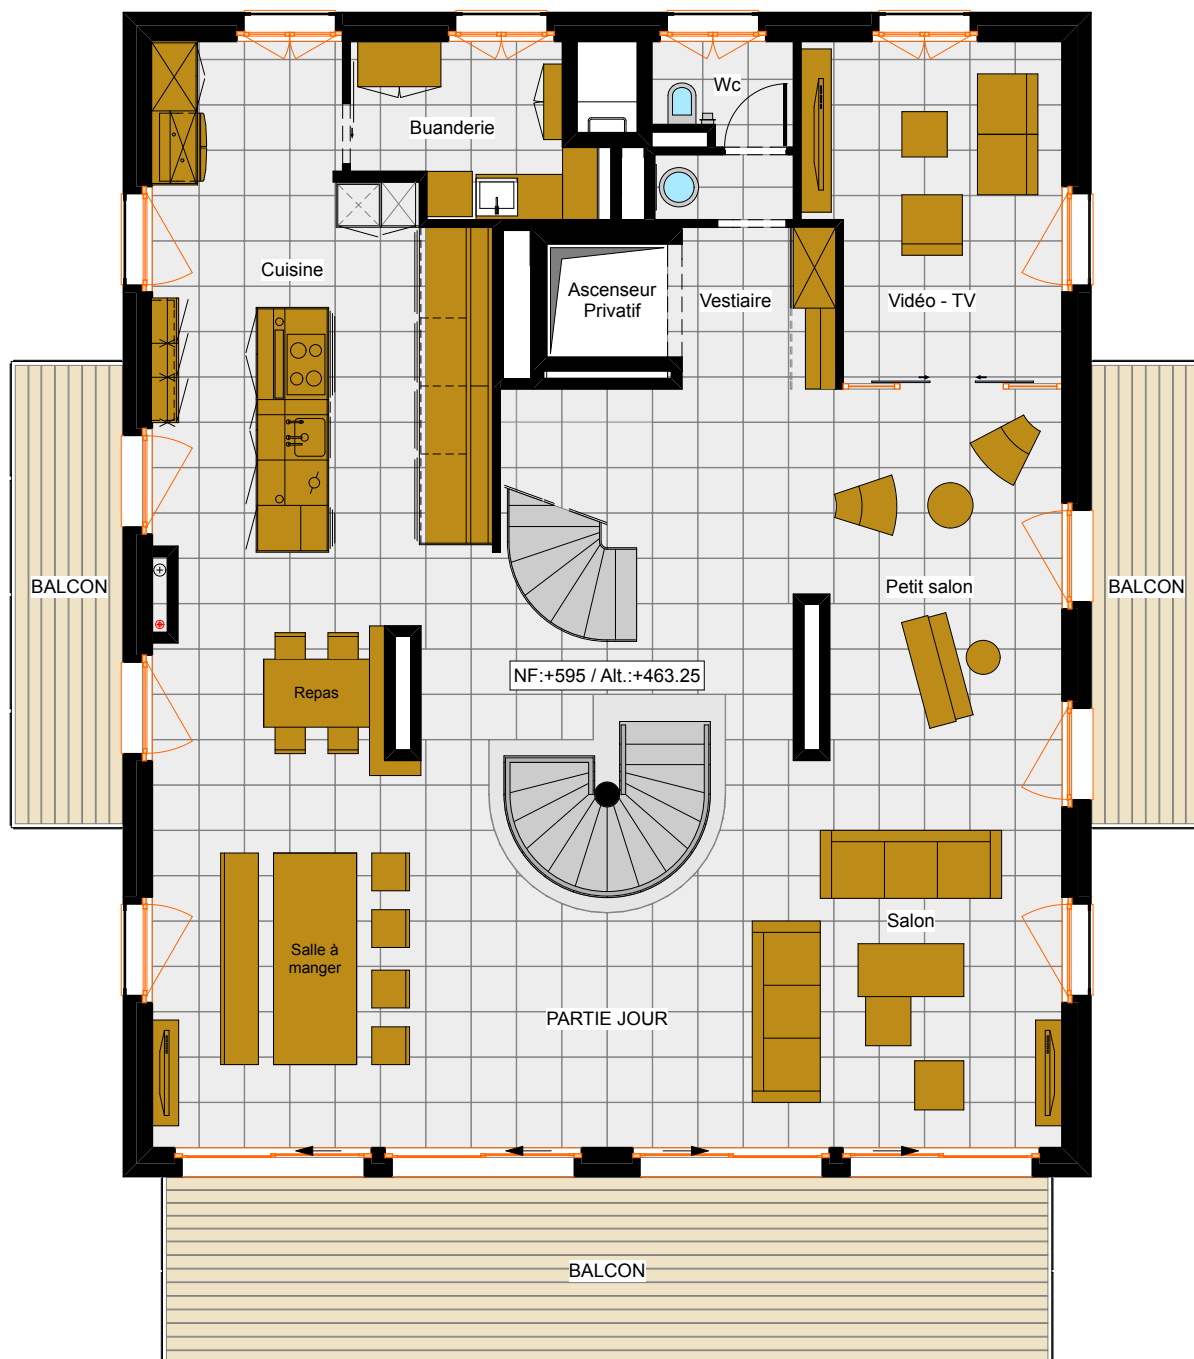 Wc
Buanderie
Cuisine
Ascenseur
Privatif
Vestiaire
Vidéo - TV
BALCON
Petit salon
BALCON
NF:+595 / Alt.:+463.25
Repas
Salon
Salle à
manger
PARTIE JOUR
BALCON